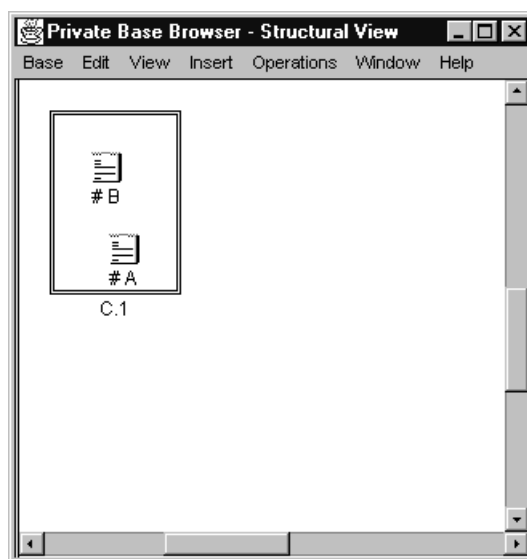 Private Base Browser - Structural View
Base Edit View Insert Operations Window Help
# B
# A
C.1